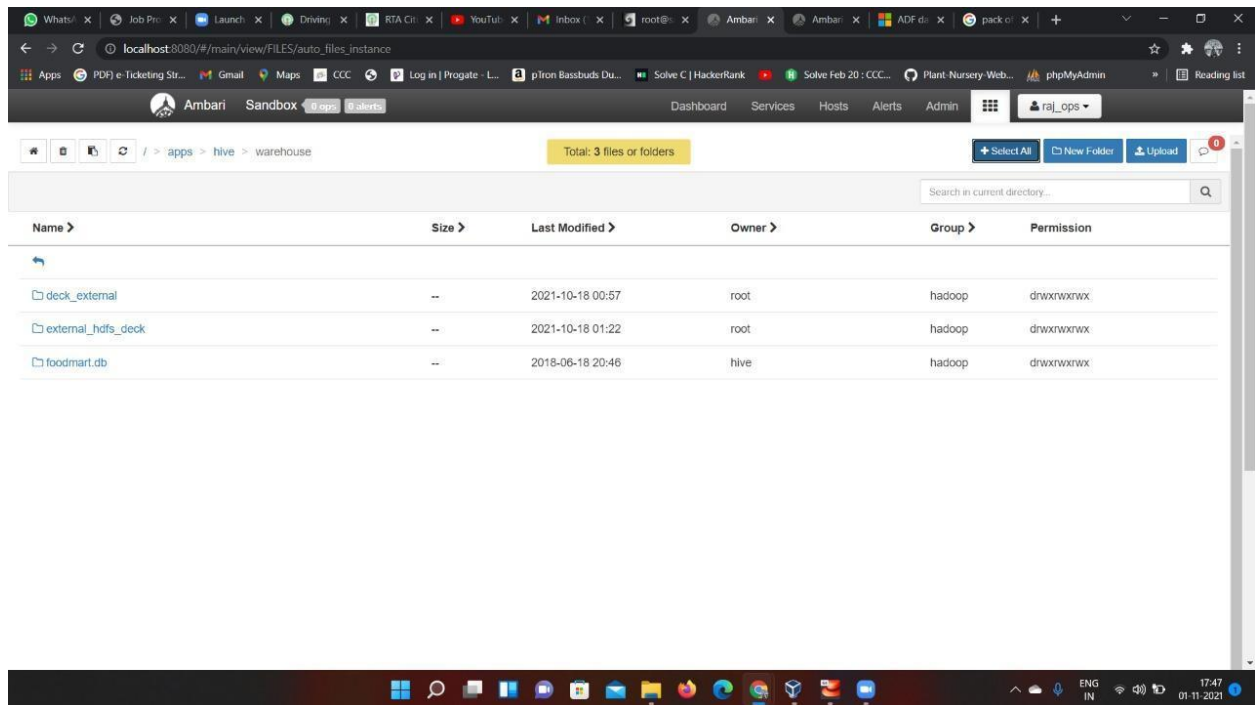 WhatsA Job Pro Launch Driving RTA Citi YouTub Inbox ( root@s Ambari Ambari ADF da pack of
localhost:8080/#/main/view/FILES/auto_files_instance
Apps PDF) e-Ticketing Str... Gmail Maps CCC Log in | Progate - L... pTron Bassbuds Du... Solve C | HackerRank Solve Feb 20 : CCC... Plant-Nursery-Web... phpMyAdmin » Reading list
Ambari Sandbox 0 ops 0 alerts Dashboard Services Hosts Alerts Admin raj_ops
/ > apps > hive > warehouse Total: 3 files or folders + Select All New Folder Upload 0
Search in current directory...
Name > Size > Last Modified > Owner > Group > Permission
deck_external -- 2021-10-18 00:57 root hadoop drwxrwxrwx
external_hdfs_deck -- 2021-10-18 01:22 root hadoop drwxrwxrwx
foodmart.db -- 2018-06-18 20:46 hive hadoop drwxrwxrwx
ENG 17:47
IN 01-11-2021